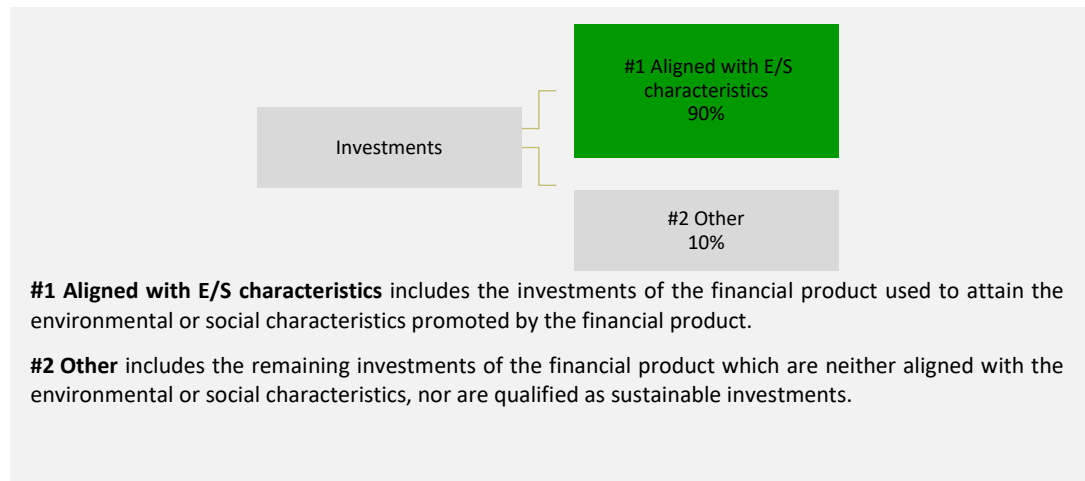 #1 Aligned with E/S
characteristics
90%
Investments
#2 Other
10%
#1 Aligned with E/S characteristics includes the investments of the financial product used to attain the
environmental or social characteristics promoted by the financial product.
#2 Other includes the remaining investments of the financial product which are neither aligned with the
environmental or social characteristics, nor are qualified as sustainable investments.